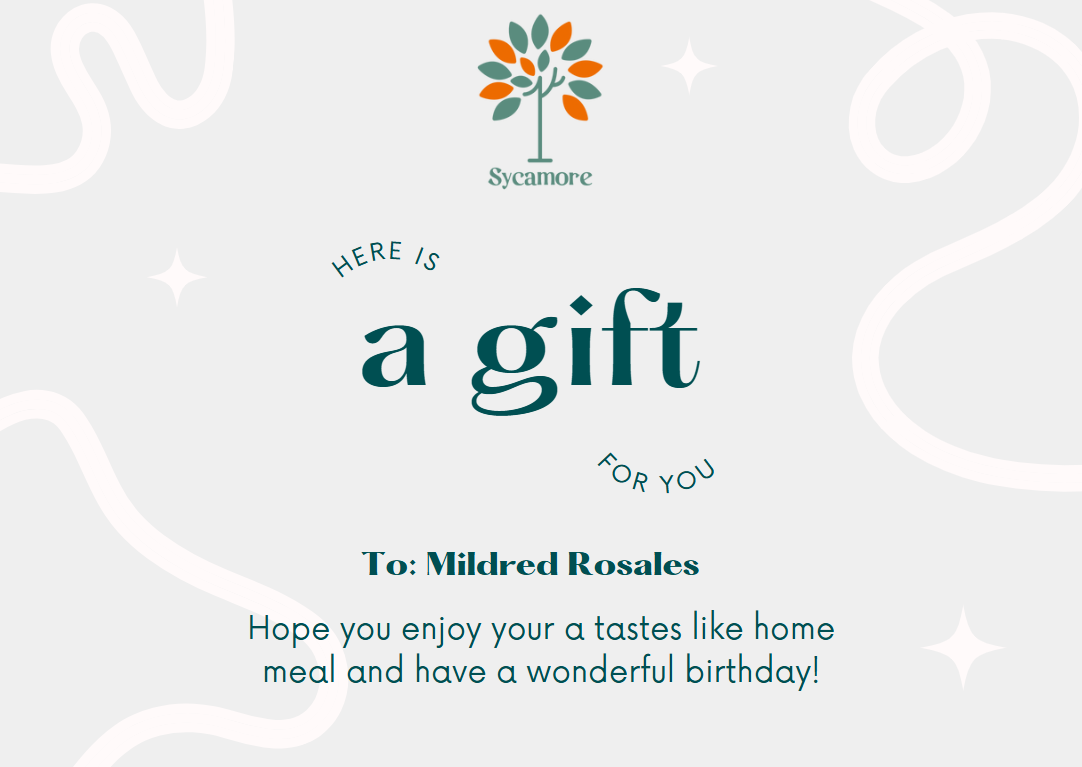 Sycamore
HERE IS
a gift
FOR YOU
To: Mildred Rosales
Hope you enjoy your a tastes like home
meal and have a wonderful birthday!